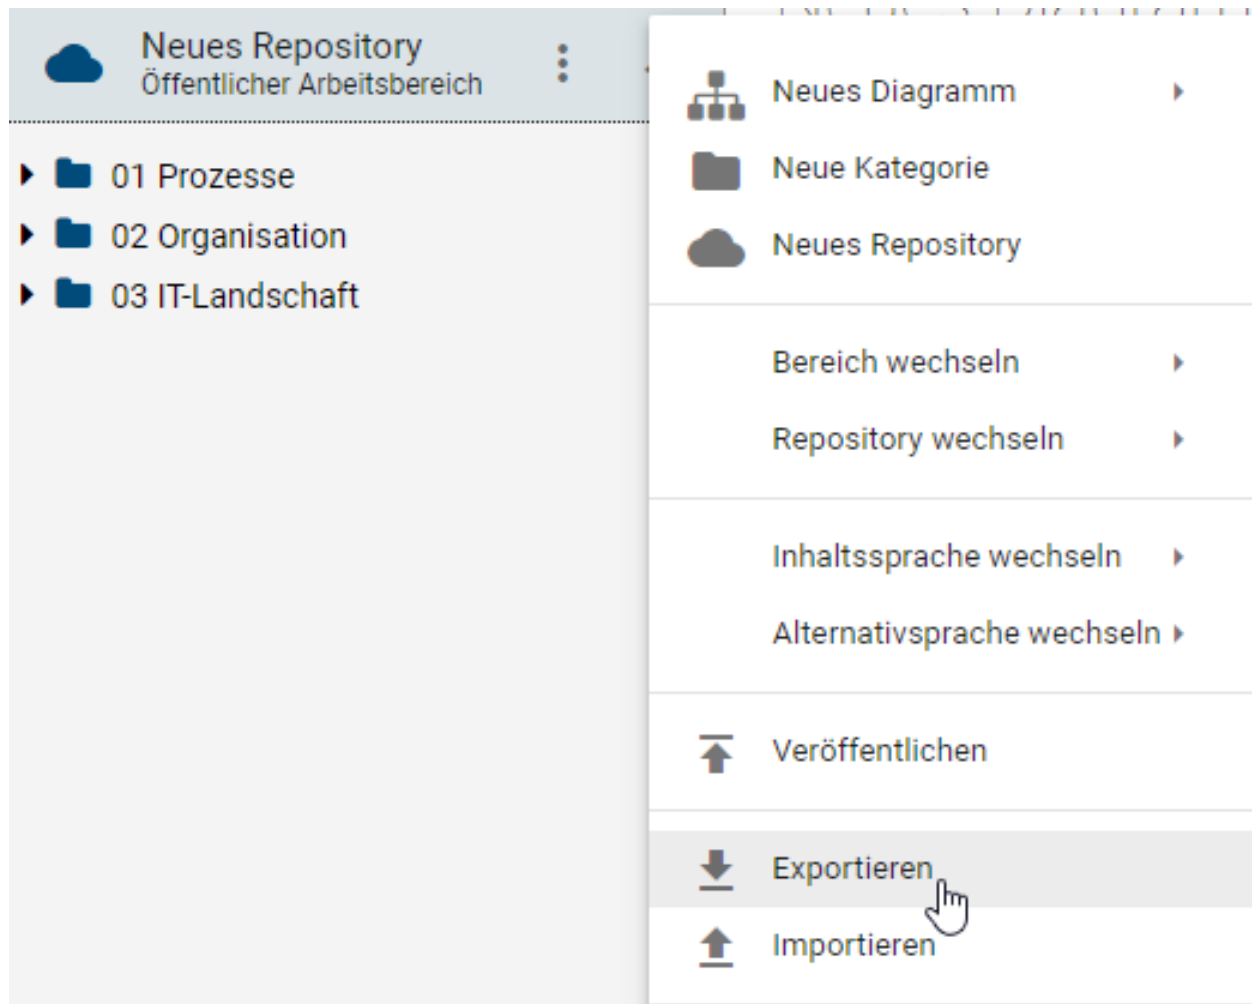 Neues Repository
Öffentlicher Arbeitsbereich
01 Prozesse
02 Organisation
03 IT-Landschaft
Neues Diagramm
Neue Kategorie
Neues Repository
Bereich wechseln
Repository wechseln
Inhaltssprache wechseln
Alternativsprache wechseln
Veröffentlichen
Exportieren
Importieren